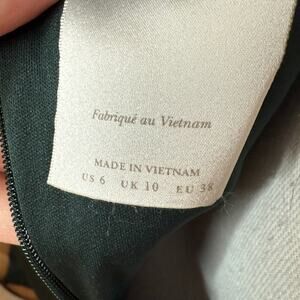 Fabriqué au Vietnam
MADE IN VIETNAM
US 6 UK 10 EU 38